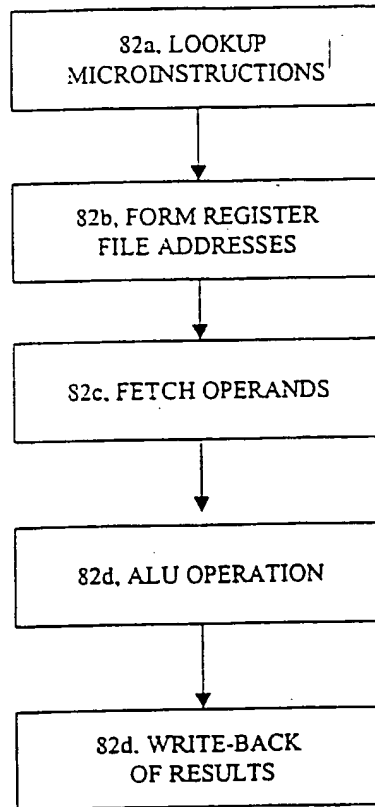 82a, LOOKUP
MICROINSTRUCTIONS
82b, FORM REGISTER
FILE ADDRESSES
82c, FETCH OPERANDS
82d, ALU OPERATION
82d, WRITE-BACK
OF RESULTS